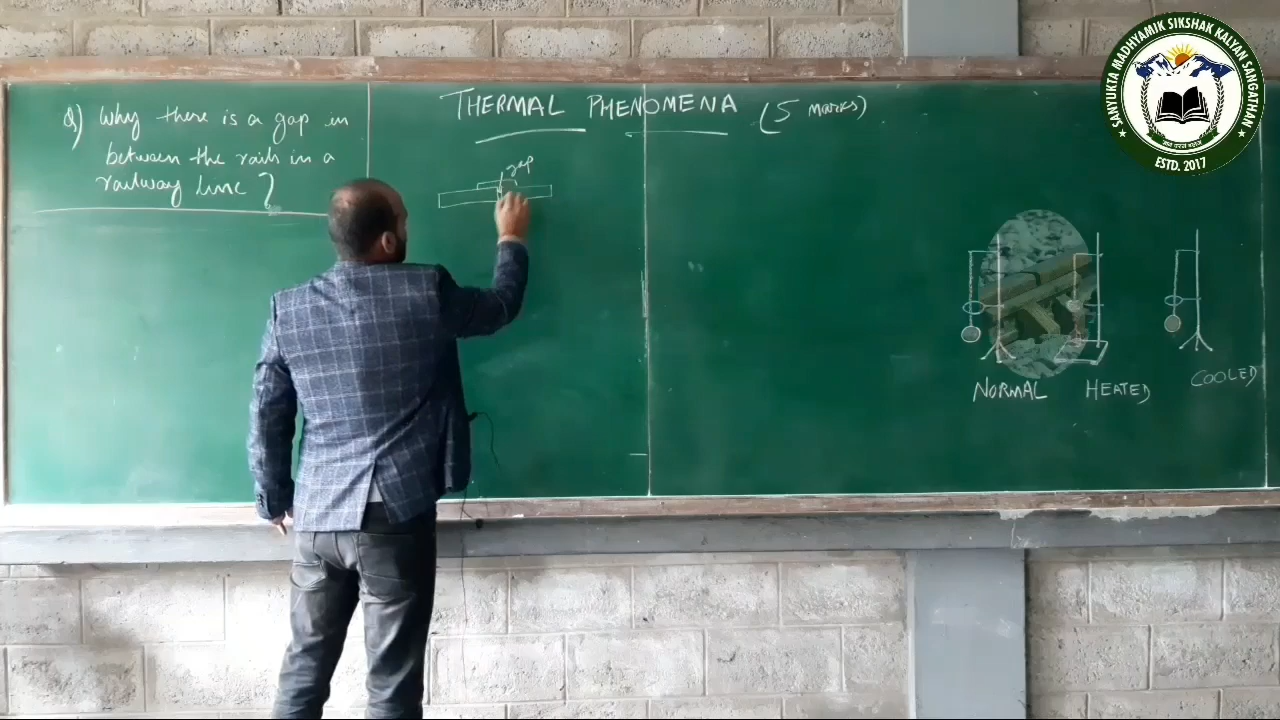 Q) Why there is a gap in
between the rails in a
railway line ?
THERMAL PHENOMENA (5 marks)
gap
NORMAL
HEATED
COOLED
SANYUKTA MADHYAMIK SIKSHAK KALYAN SANGATHAN
ESTD. 2017